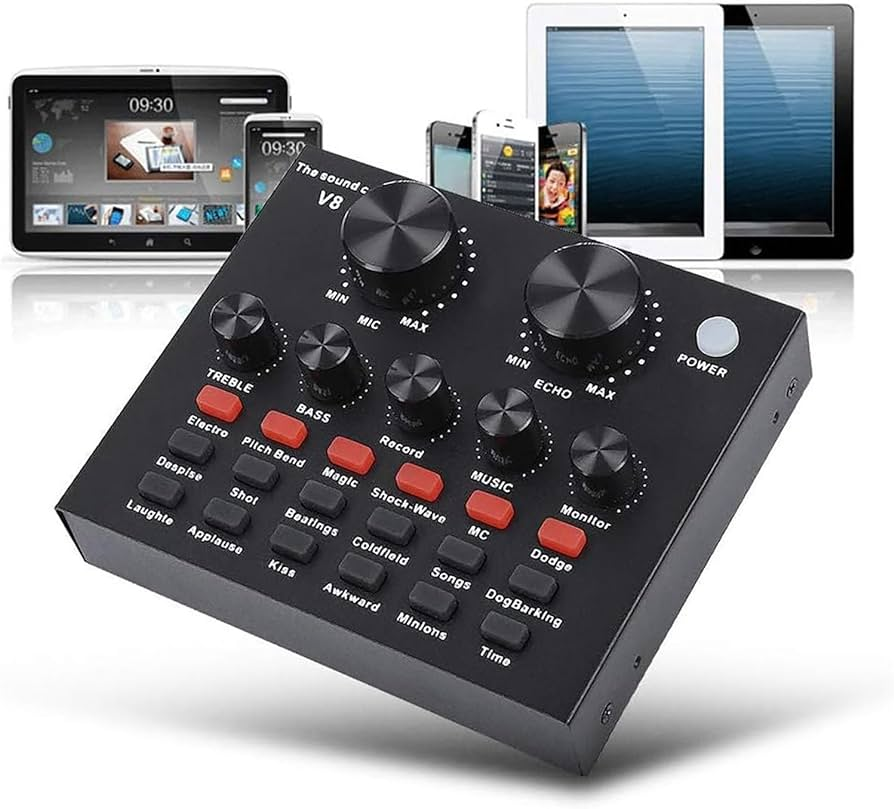 09:30
09:30
The sound c
V8
MIN
MIC
MAX
MIN
ECHO
MAX
POWER
TREBLE
BASS
Record
MUSIC
Monitor
Electro
Pitch Bend
Magic
Shock-Wave
MC
Dodge
Despise
Shot
Beatings
Coldfield
Songs
DogBarking
Laughte
Applause
Kiss
Awkward
Minions
Time